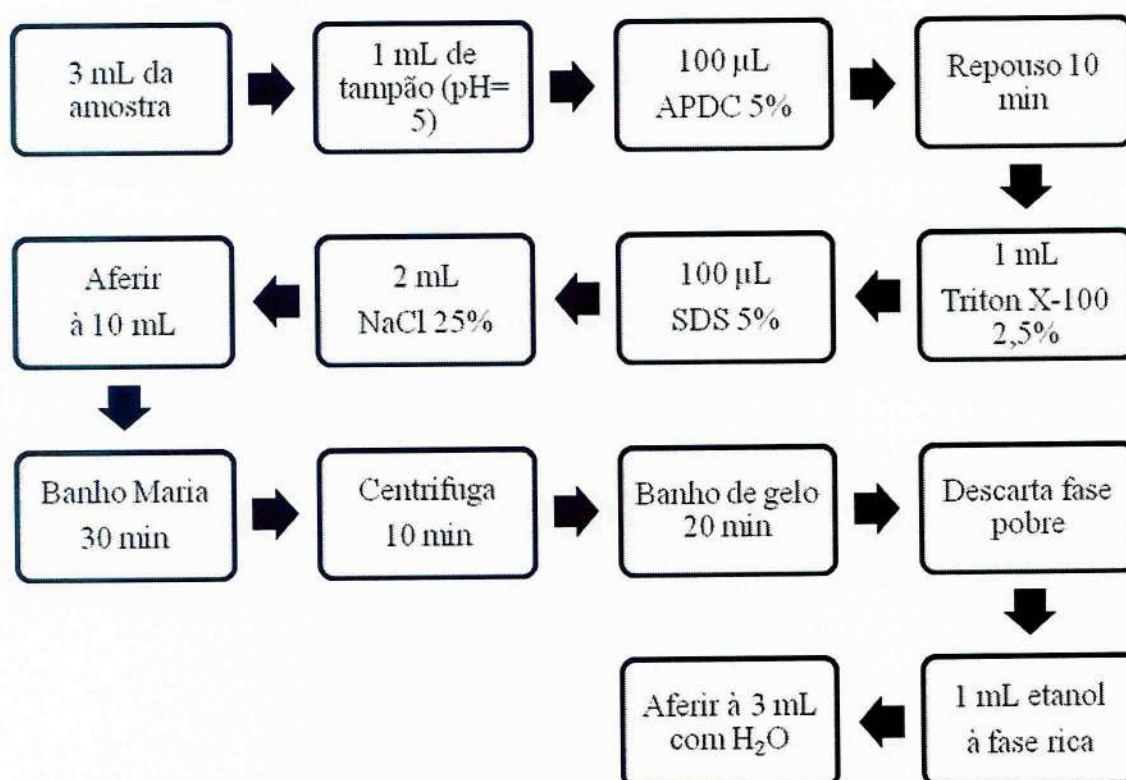 3 mL da
amostra
1 mL de
tampão (pH=
5)
100 μL
APDC 5%
Repouso 10
min
1 mL
Triton X-100
2,5%
100 μL
SDS 5%
2 mL
NaCl 25%
Aferir
à 10 mL
Banho Maria
30 min
Centrifuga
10 min
Banho de gelo
20 min
Descarta fase
pobre
1 mL etanol
à fase rica
Aferir à 3 mL
com H₂O